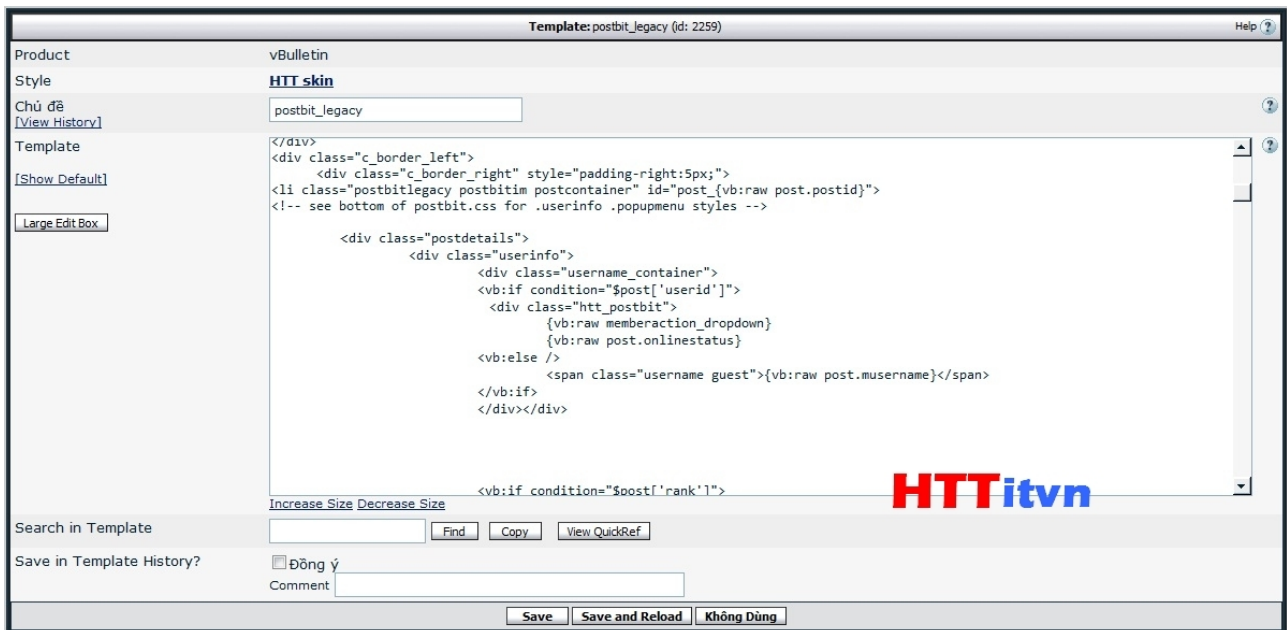 Template: postbit_legacy (id: 2259) Help ?
Product vBulletin
Style HTT skin
Chủ đề
[View History]
postbit_legacy
?
Template
[Show Default]
Large Edit Box
</div>
<div class="c_border_left">
<div class="c_border_right" style="padding-right:5px;">
<li class="postbitlegacy postbitim postcontainer" id="post_{vb:raw post.postid}">
<!-- see bottom of postbit.css for .userinfo .popupmenu styles -->
<div class="postdetails">
<div class="userinfo">
<div class="username_container">
<vb:if condition="$post['userid']">
<div class="htt_postbit">
{vb:raw memberaction_dropdown}
{vb:raw post.onlinestatus}
<vb:else />
<span class="username guest">{vb:raw post.musername}</span>
</vb:if>
</div></div>
<vb:if condition="$post['rank']">
?
HTTitvn
Increase Size Decrease Size
Search in Template Find Copy View QuickRef
Save in Template History? Đồng ý
Comment
Save Save and Reload Không Dùng